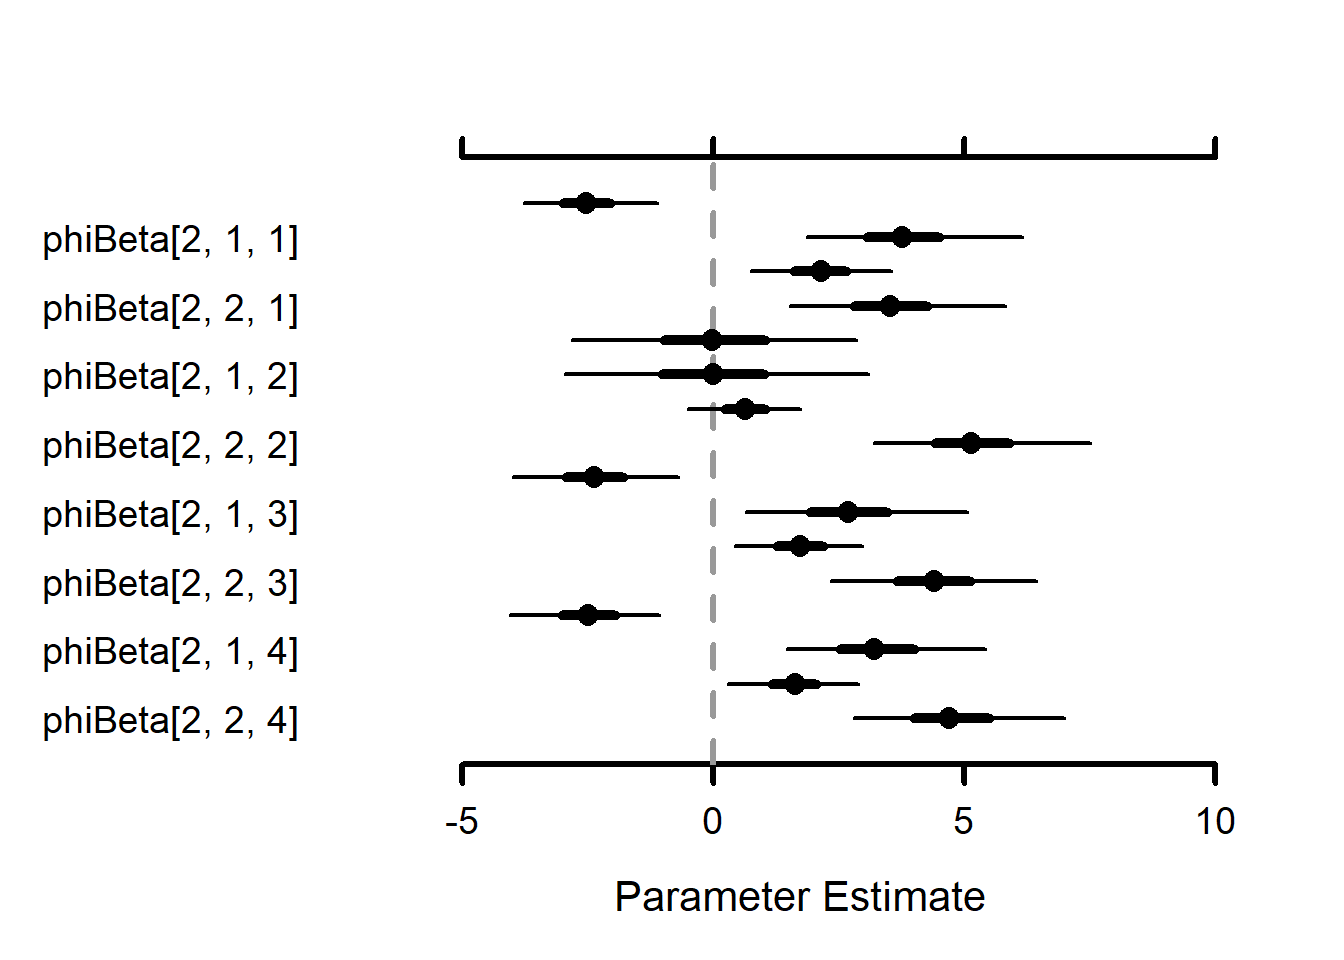 phiBeta[2, 1, 1]
phiBeta[2, 2, 1]
phiBeta[2, 1, 2]
phiBeta[2, 2, 2]
phiBeta[2, 1, 3]
phiBeta[2, 2, 3]
phiBeta[2, 1, 4]
phiBeta[2, 2, 4]
-5 0 5 10
Parameter Estimate